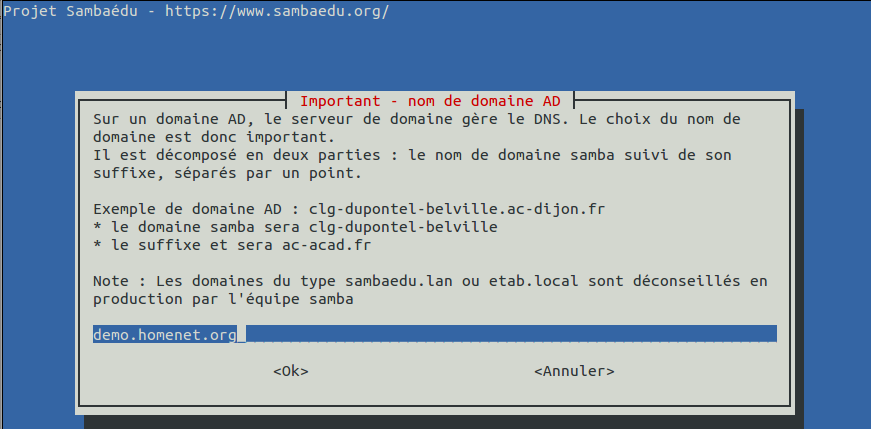 Projet Sambaédu - https://www.sambaedu.org/
Important - nom de domaine AD
Sur un domaine AD, le serveur de domaine gère le DNS. Le choix du nom de
domaine est donc important.
Il est décomposé en deux parties : le nom de domaine samba suivi de son
suffixe, séparés par un point.
Exemple de domaine AD : clg-dupontel-belville.ac-dijon.fr
* le domaine samba sera clg-dupontel-belville
* le suffixe et sera ac-acad.fr
Note : Les domaines du type sambaedu.lan ou etab.local sont déconseillés en
production par l'équipe samba
demo.homenet.org
<Ok> <Annuler>